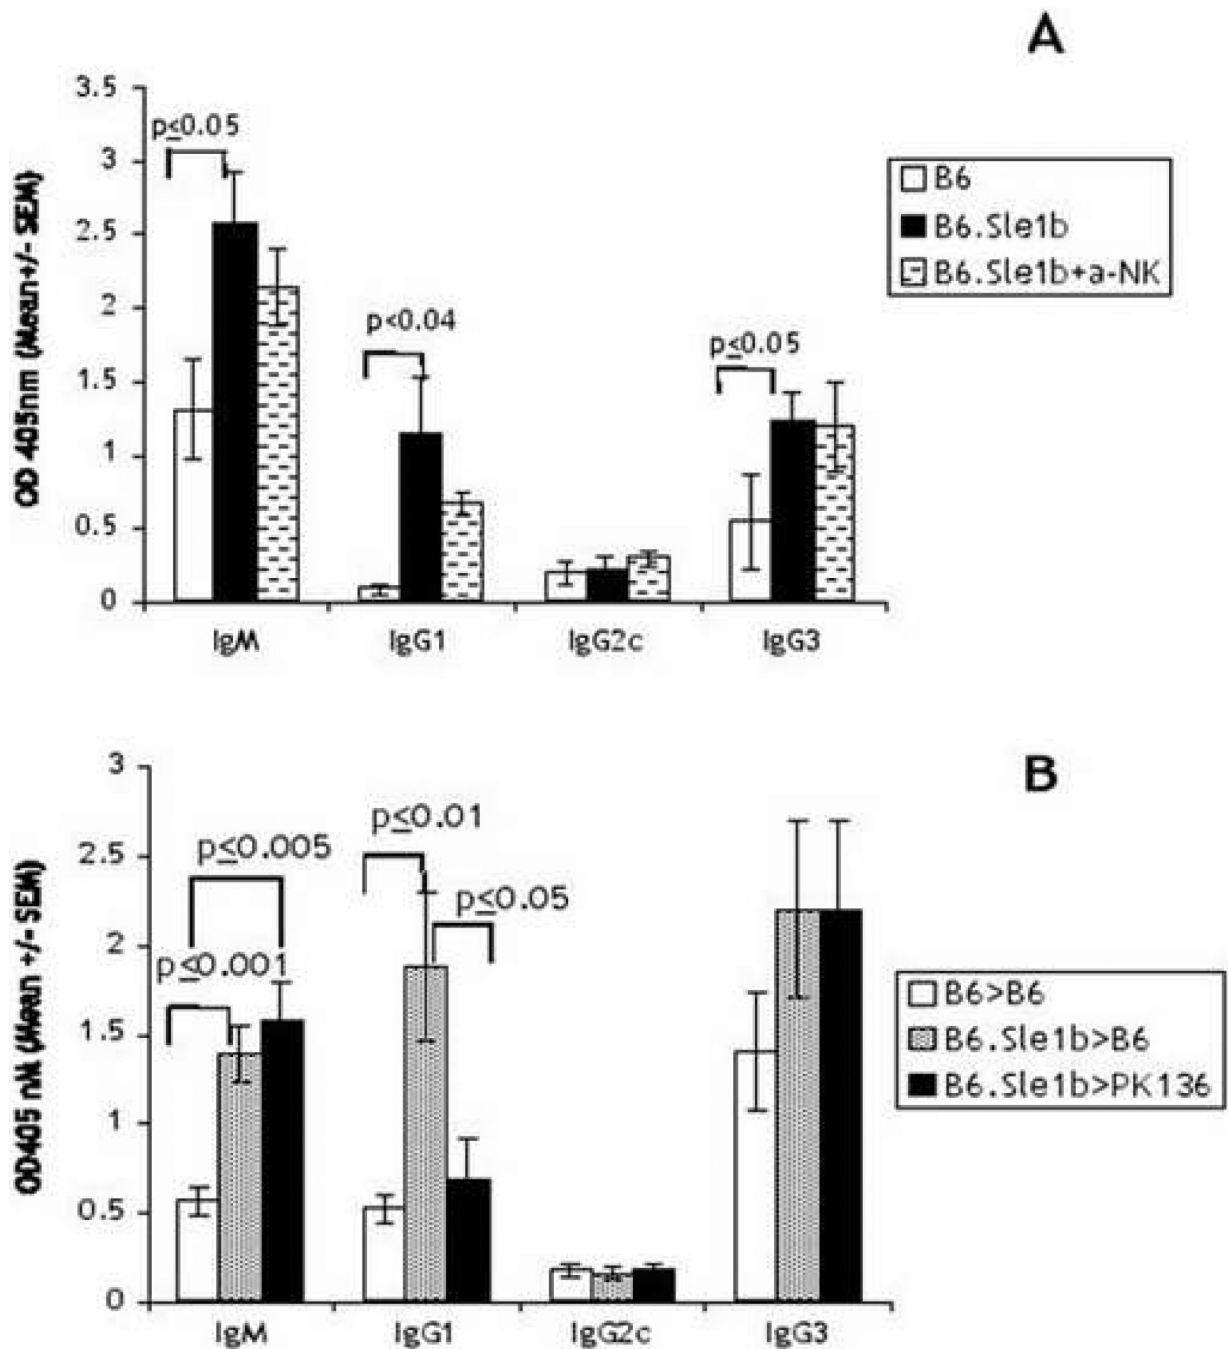 A
3.5
p≤0.05
3
B6
2.5
B6.Sle1b
B6.Sle1b+a-NK
OD 405nm (Mean+/- SEM)
2
p<0.04
p≤0.05
1.5
1
0.5
0
IgM
IgG1
IgG2c
IgG3
B
3
p≤0.01
p≤0.005
2.5
p≤0.05
OD405 nM (Mean +/- SEM)
2
p≤0.001
B6>B6
1.5
B6.Sle1b>B6
B6.Sle1b>PK136
1
0.5
0
IgM
IgG1
IgG2c
IgG3